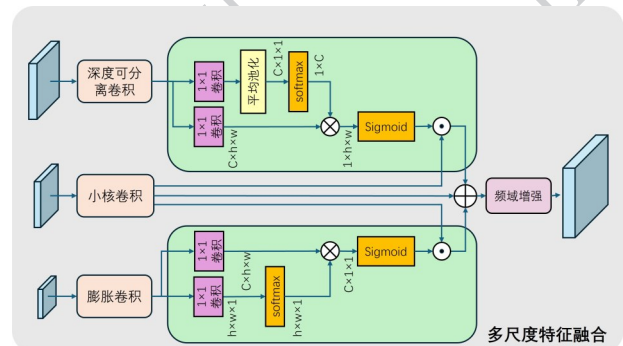 深度可分
离卷积
1×1
卷积
平均池化
C×1×1
softmax
1×C
1×1
卷积
C×h×w
1×h×w
Sigmoid
小核卷积
频域增强
膨胀卷积
1×1
卷积
C×h×w
1×1
卷积
h×w×1
softmax
h×w×1
C×1×1
Sigmoid
多尺度特征融合